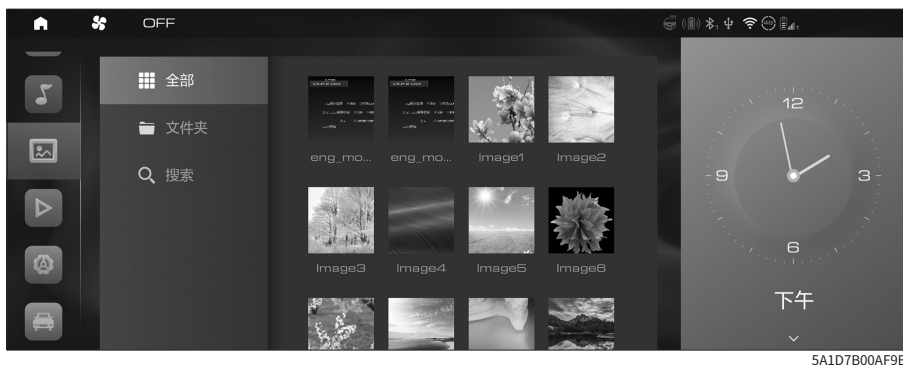 OFF
全部
文件夹
搜索
eng_mo...
eng_mo...
Image1
Image2
Image3
Image4
Image5
Image6
12
9
3
6
下午
5A1D7B00AF9E